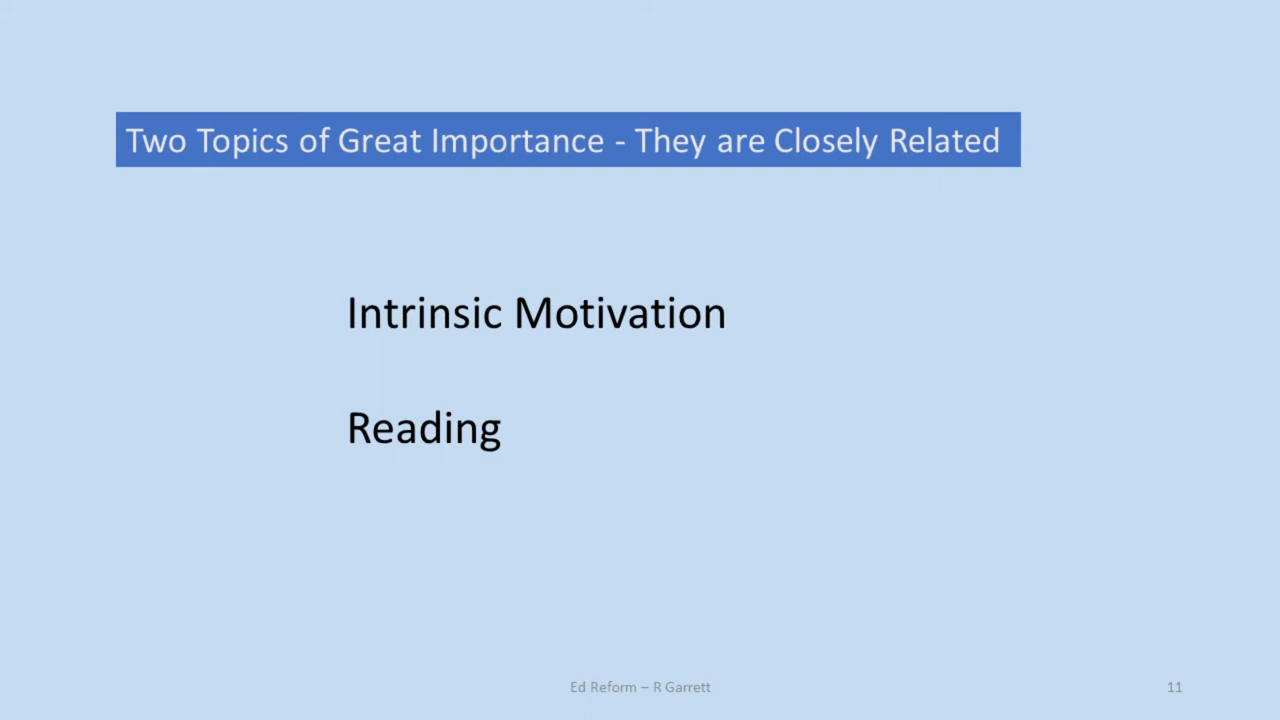 Two Topics of Great Importance - They are Closely Related
Intrinsic Motivation
Reading
Ed Reform – R Garrett
11